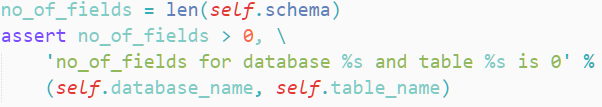 no_of_fields = len(self.schema)
assert no_of_fields > 0, \
    'no_of_fields for database %s and table %s is 0' %
    (self.database_name, self.table_name)